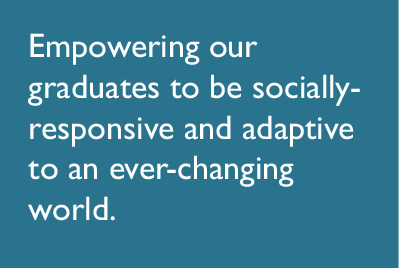 Empowering our
graduates to be socially-
responsive and adaptive
to an ever-changing
world.